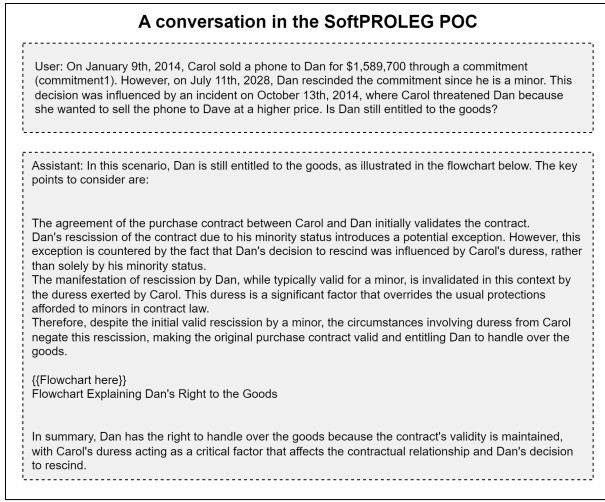 A conversation in the SoftPROLEG POC
User: On January 9th, 2014, Carol sold a phone to Dan for $1,589,700 through a commitment
(commitment1). However, on July 11th, 2028, Dan rescinded the commitment since he is a minor. This
decision was influenced by an incident on October 13th, 2014, where Carol threatened Dan because
she wanted to sell the phone to Dave at a higher price. Is Dan still entitled to the goods?
Assistant: In this scenario, Dan is still entitled to the goods, as illustrated in the flowchart below. The key
points to consider are:
The agreement of the purchase contract between Carol and Dan initially validates the contract.
Dan's rescission of the contract due to his minority status introduces a potential exception. However, this
exception is countered by the fact that Dan's decision to rescind was influenced by Carol's duress, rather
than solely by his minority status.
The manifestation of rescission by Dan, while typically valid for a minor, is invalidated in this context by
the duress exerted by Carol. This duress is a significant factor that overrides the usual protections
afforded to minors in contract law.
Therefore, despite the initial valid rescission by a minor, the circumstances involving duress from Carol
negate this rescission, making the original purchase contract valid and entitling Dan to handle over the
goods.
{{Flowchart here}}
Flowchart Explaining Dan's Right to the Goods
In summary, Dan has the right to handle over the goods because the contract's validity is maintained,
with Carol's duress acting as a critical factor that affects the contractual relationship and Dan's decision
to rescind.